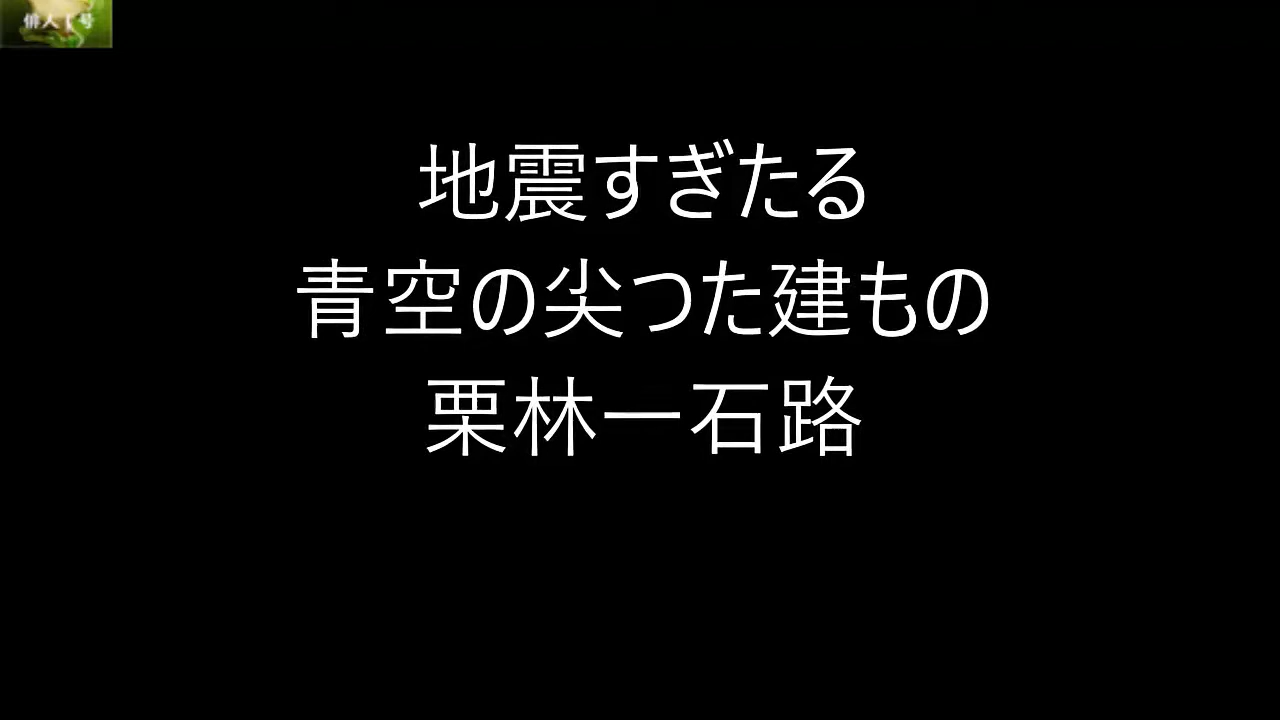 地震すぎたる
青空の尖つた建もの
栗林一石路